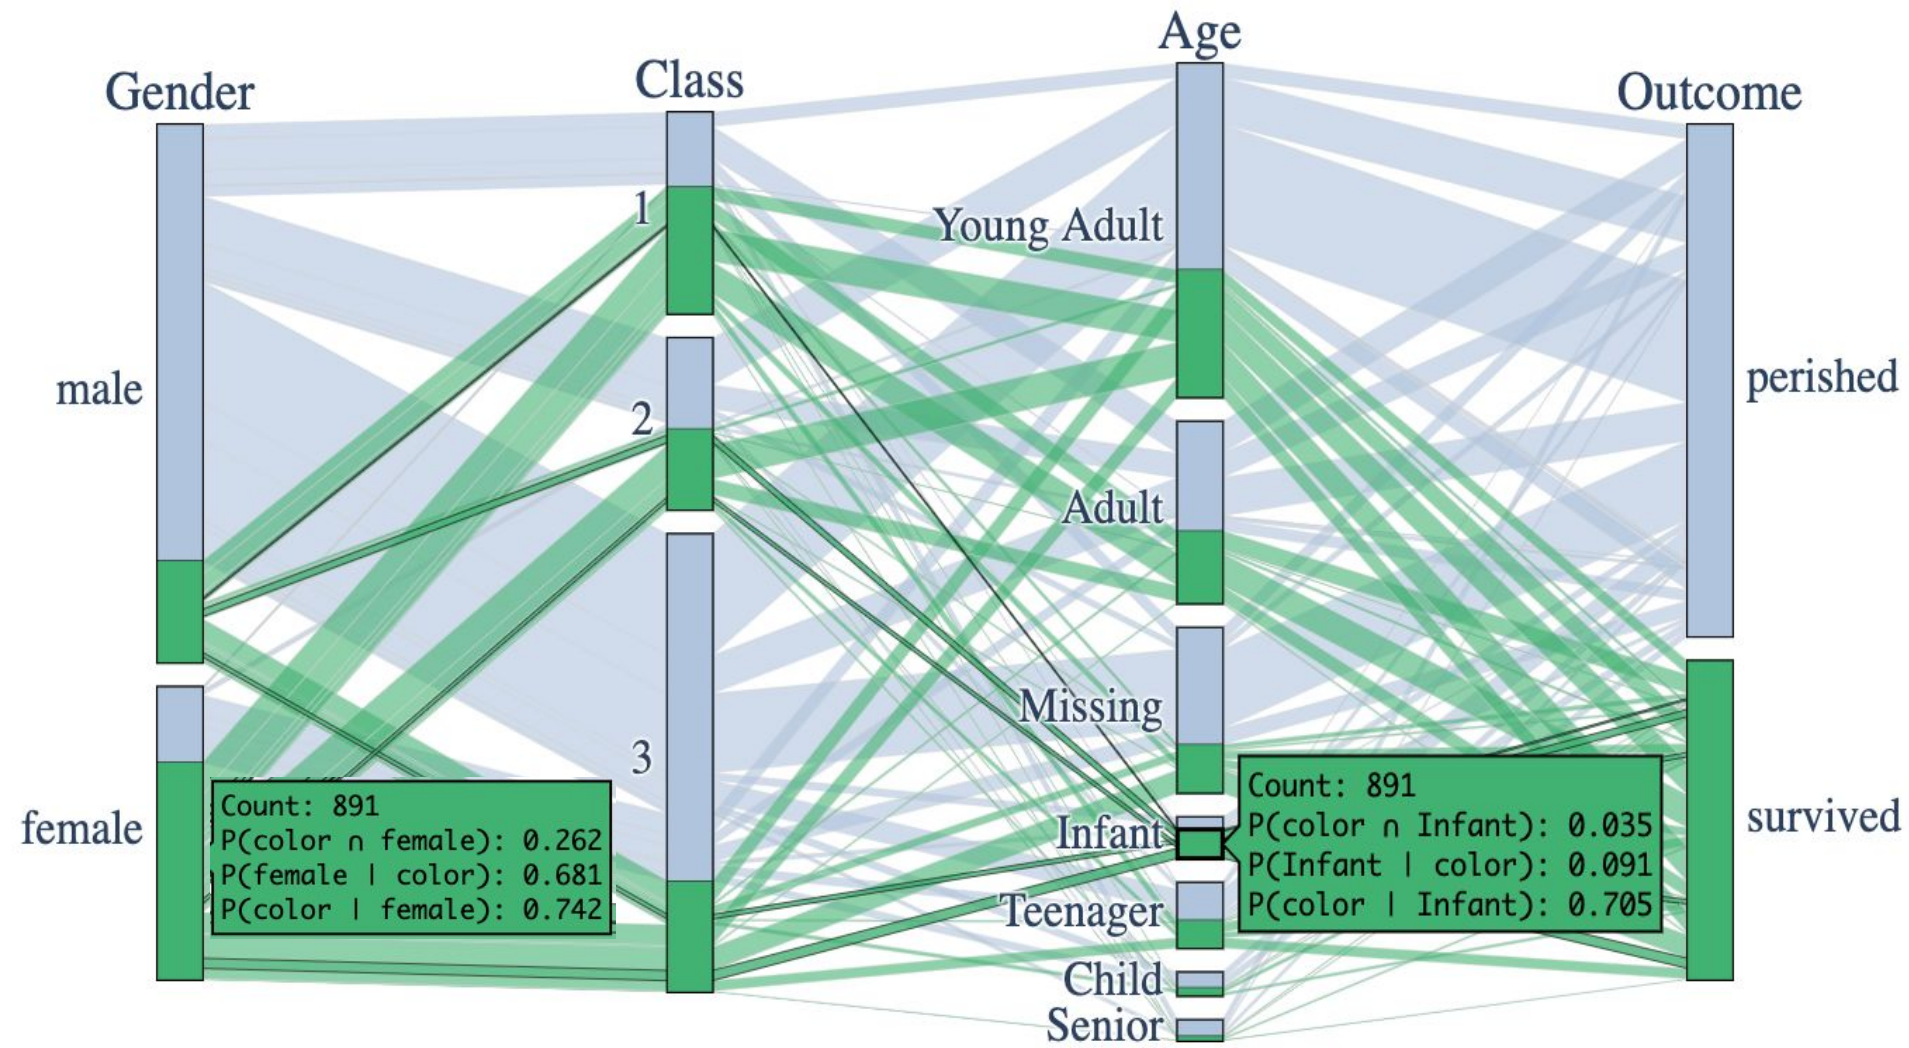 Gender
Class
Age
Outcome
male
female
1
2
3
Young Adult
Adult
Missing
Infant
Teenager
Child
Senior
perished
survived
Count: 891
P(color ∩ female): 0.262
P(female | color): 0.681
P(color | female): 0.742
Count: 891
P(color ∩ Infant): 0.035
P(Infant | color): 0.091
P(color | Infant): 0.705